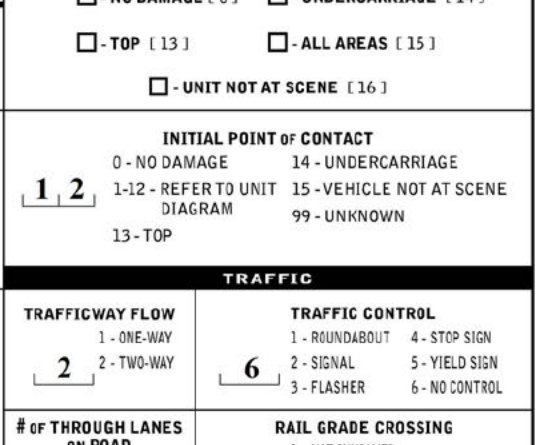 - NO DAMAGE [ 0 ] - UNDERCARRIAGE [ 14 ]
- TOP [ 13 ] - ALL AREAS [ 15 ]
- UNIT NOT AT SCENE [ 16 ]
INITIAL POINT OF CONTACT
0 - NO DAMAGE 14 - UNDERCARRIAGE
1 2 1-12 - REFER TO UNIT 15 - VEHICLE NOT AT SCENE
DIAGRAM 99 - UNKNOWN
13 - TOP
TRAFFIC
TRAFFICWAY FLOW
1 - ONE-WAY
2 2 - TWO-WAY
TRAFFIC CONTROL
1 - ROUNDABOUT 4 - STOP SIGN
6 2 - SIGNAL 5 - YIELD SIGN
3 - FLASHER 6 - NO CONTROL
# OF THROUGH LANES
ON ROAD
RAIL GRADE CROSSING